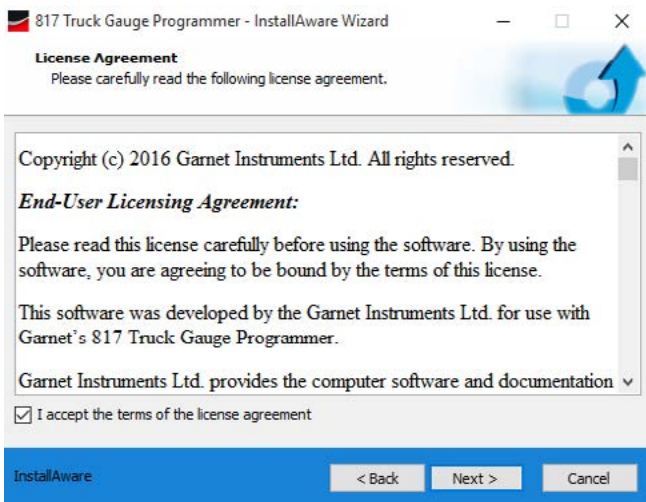 817 Truck Gauge Programmer - InstallAware Wizard
License Agreement
Please carefully read the following license agreement.
Copyright (c) 2016 Garnet Instruments Ltd. All rights reserved.
End-User Licensing Agreement:
Please read this license carefully before using the software. By using the
software, you are agreeing to be bound by the terms of this license.
This software was developed by the Garnet Instruments Ltd. for use with
Garnet's 817 Truck Gauge Programmer.
Garnet Instruments Ltd. provides the computer software and documentation
I accept the terms of the license agreement
InstallAware
< Back
Next >
Cancel